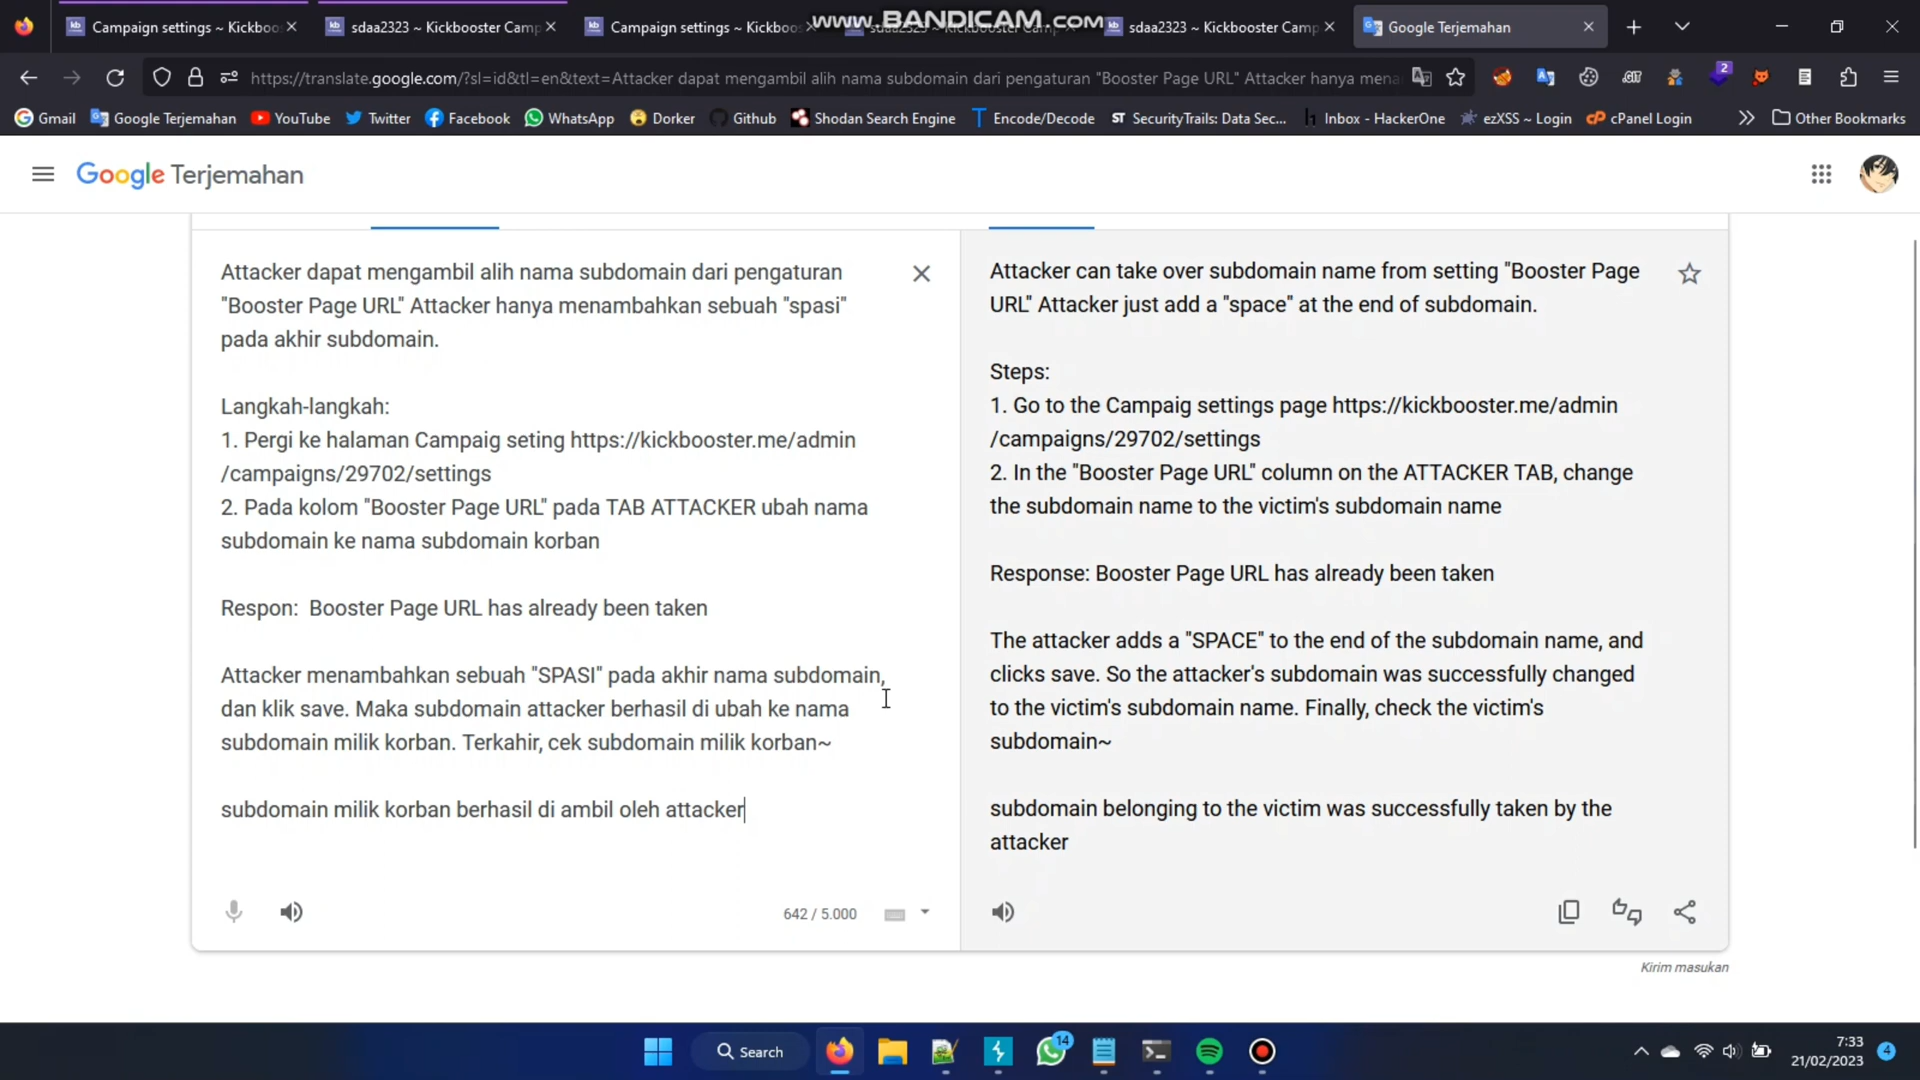 www.BANDICAM.com
Campaign settings ~ Kickboos
sdaa2323 ~ Kickbooster Camp
Campaign settings ~ Kickboos
sdaa2323 ~ Kickbooster Camp
sdaa2323 ~ Kickbooster Camp
Google Terjemahan
https://translate.google.com/?sl=id&tl=en&text=Attacker dapat mengambil alih nama subdomain dari pengaturan "Booster Page URL" Attacker hanya mena
2
Gmail
Google Terjemahan
YouTube
Twitter
Facebook
WhatsApp
Dorker
Github
Shodan Search Engine
Encode/Decode
SecurityTrails: Data Sec...
Inbox - HackerOne
ezXSS ~ Login
cPanel Login
Other Bookmarks
Google Terjemahan
Attacker dapat mengambil alih nama subdomain dari pengaturan
"Booster Page URL" Attacker hanya menambahkan sebuah "spasi"
pada akhir subdomain.
Langkah-langkah:
1. Pergi ke halaman Campaig seting https://kickbooster.me/admin
/campaigns/29702/settings
2. Pada kolom "Booster Page URL" pada TAB ATTACKER ubah nama
subdomain ke nama subdomain korban
Respon:  Booster Page URL has already been taken
Attacker menambahkan sebuah "SPASI" pada akhir nama subdomain,
dan klik save. Maka subdomain attacker berhasil di ubah ke nama
subdomain milik korban. Terkahir, cek subdomain milik korban~
subdomain milik korban berhasil di ambil oleh attacker
642 / 5.000
Attacker can take over subdomain name from setting "Booster Page
URL" Attacker just add a "space" at the end of subdomain.
Steps:
1. Go to the Campaig settings page https://kickbooster.me/admin
/campaigns/29702/settings
2. In the "Booster Page URL" column on the ATTACKER TAB, change
the subdomain name to the victim's subdomain name
Response: Booster Page URL has already been taken
The attacker adds a "SPACE" to the end of the subdomain name, and
clicks save. So the attacker's subdomain was successfully changed
to the victim's subdomain name. Finally, check the victim's
subdomain~
subdomain belonging to the victim was successfully taken by the
attacker
Kirim masukan
Search
14
7:33
21/02/2023
4